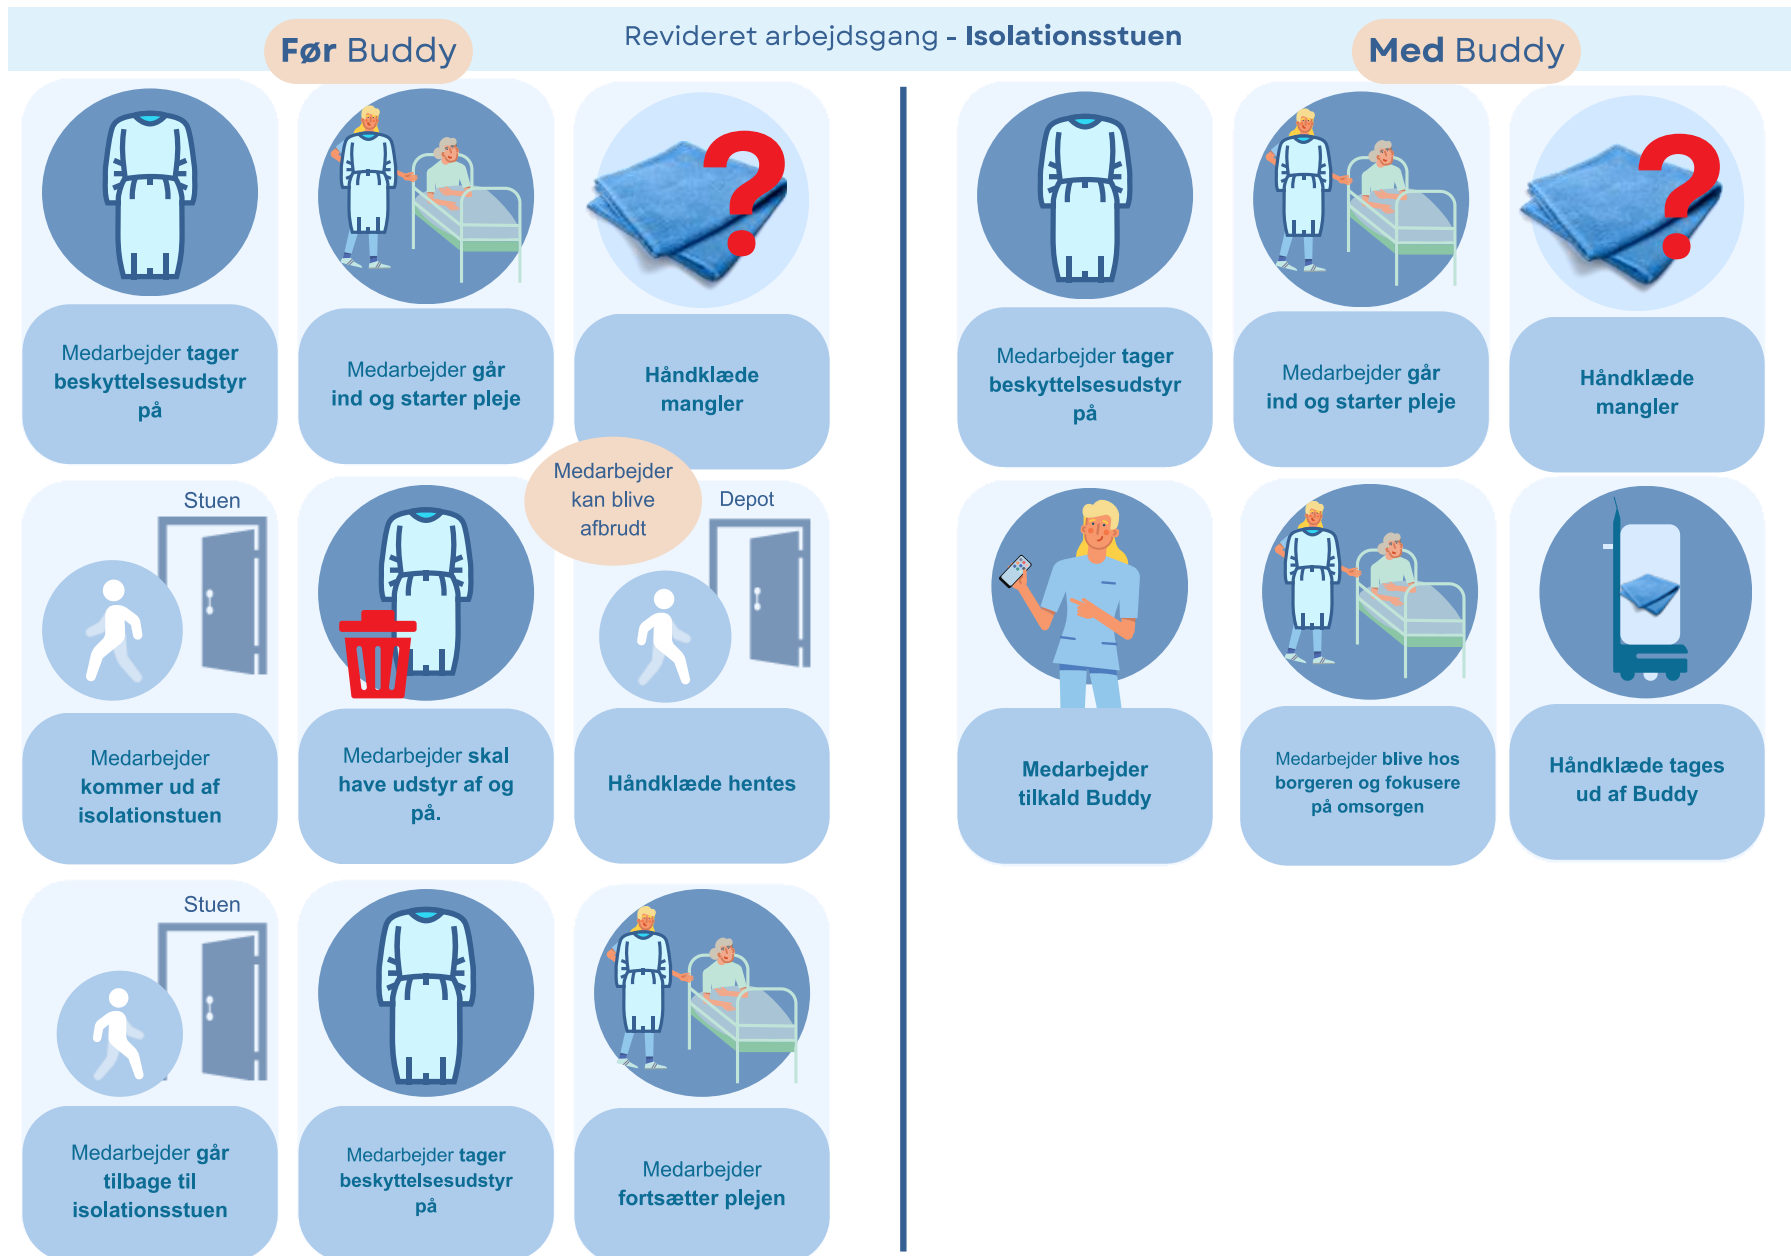 Revideret arbejdsgang - Isolationsstuen
Før Buddy
Medarbejder tager
beskyttelsesudstyr
på
Medarbejder går
ind og starter pleje
Håndklæde
mangler
Medarbejder
kan blive
afbrudt
Stuen
Medarbejder
kommer ud af
isolationstuen
Medarbejder skal
have udstyr af og
på.
Depot
Håndklæde hentes
Stuen
Medarbejder går
tilbage til
isolationsstuen
Medarbejder tager
beskyttelsesudstyr
på
Medarbejder
fortsætter plejen
Med Buddy
Medarbejder tager
beskyttelsesudstyr
på
Medarbejder går
ind og starter pleje
Håndklæde
mangler
Medarbejder
tilkald Buddy
Medarbejder blive hos
borgeren og fokusere
på omsorgen
Håndklæde tages
ud af Buddy